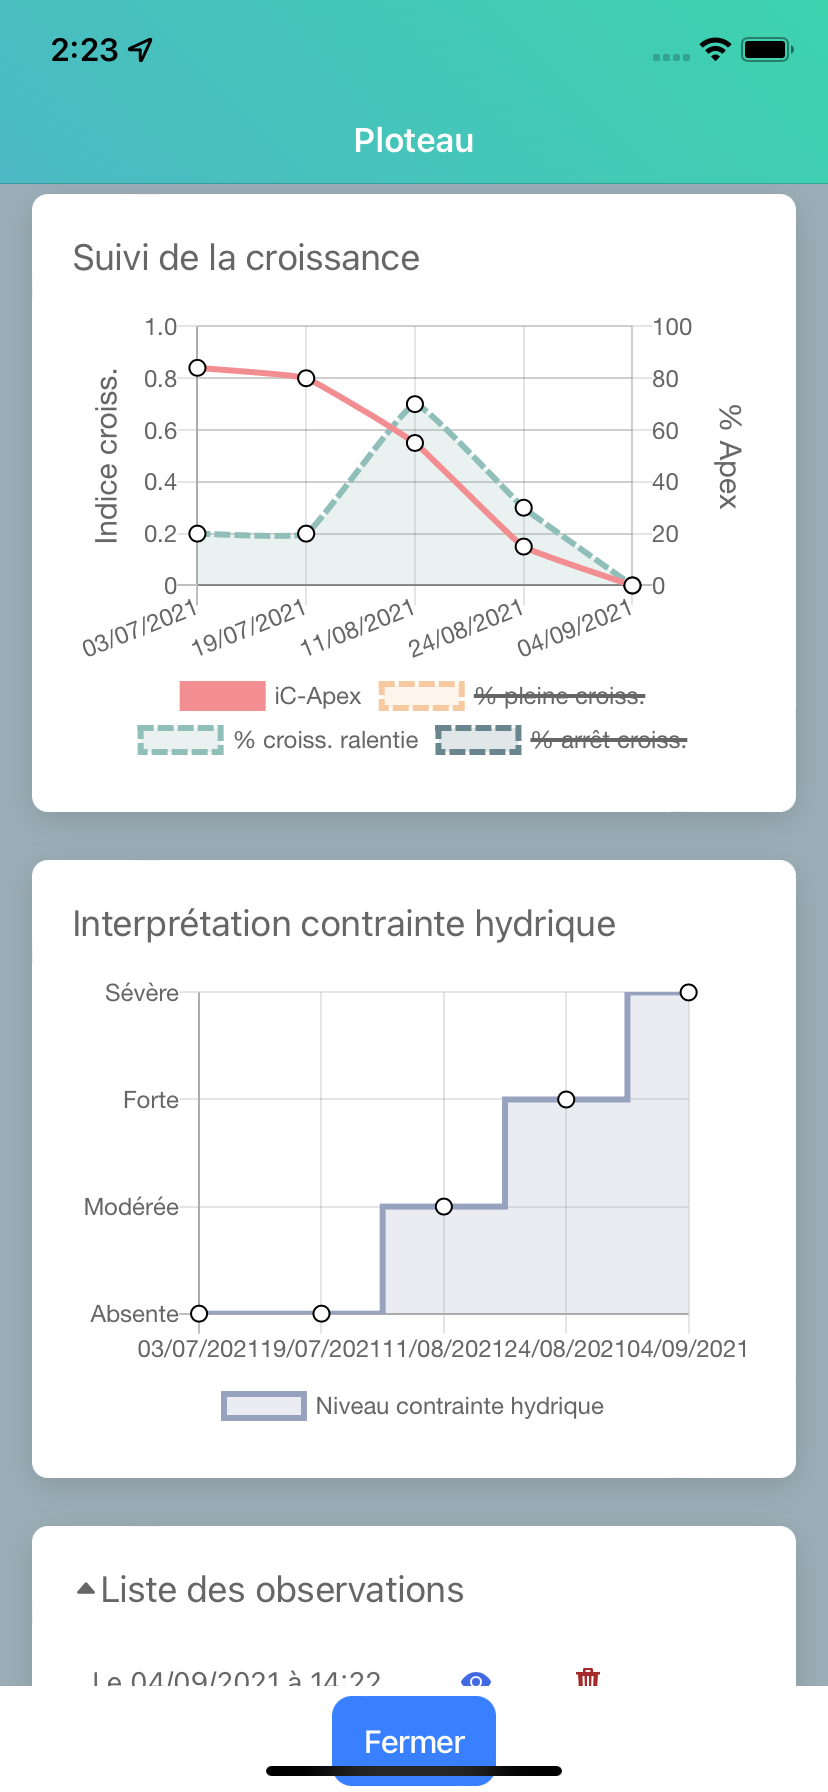 2:23
Ploteau
Suivi de la croissance
Indice croiss.
1.0
0.8
0.6
0.4
0.2
0
100
80
60
40
20
0
% Apex
03/07/2021
19/07/2021
11/08/2021
24/08/2021
04/09/2021
iC-Apex % pleine croiss.
% croiss. ralentie % arrêt croiss.
Interprétation contrainte hydrique
Sévère
Forte
Modérée
Absente
03/07/2021 19/07/2021 11/08/2021 24/08/2021 04/09/2021
Niveau contrainte hydrique
Liste des observations
Le 04/09/2021 à 14:22
Fermer